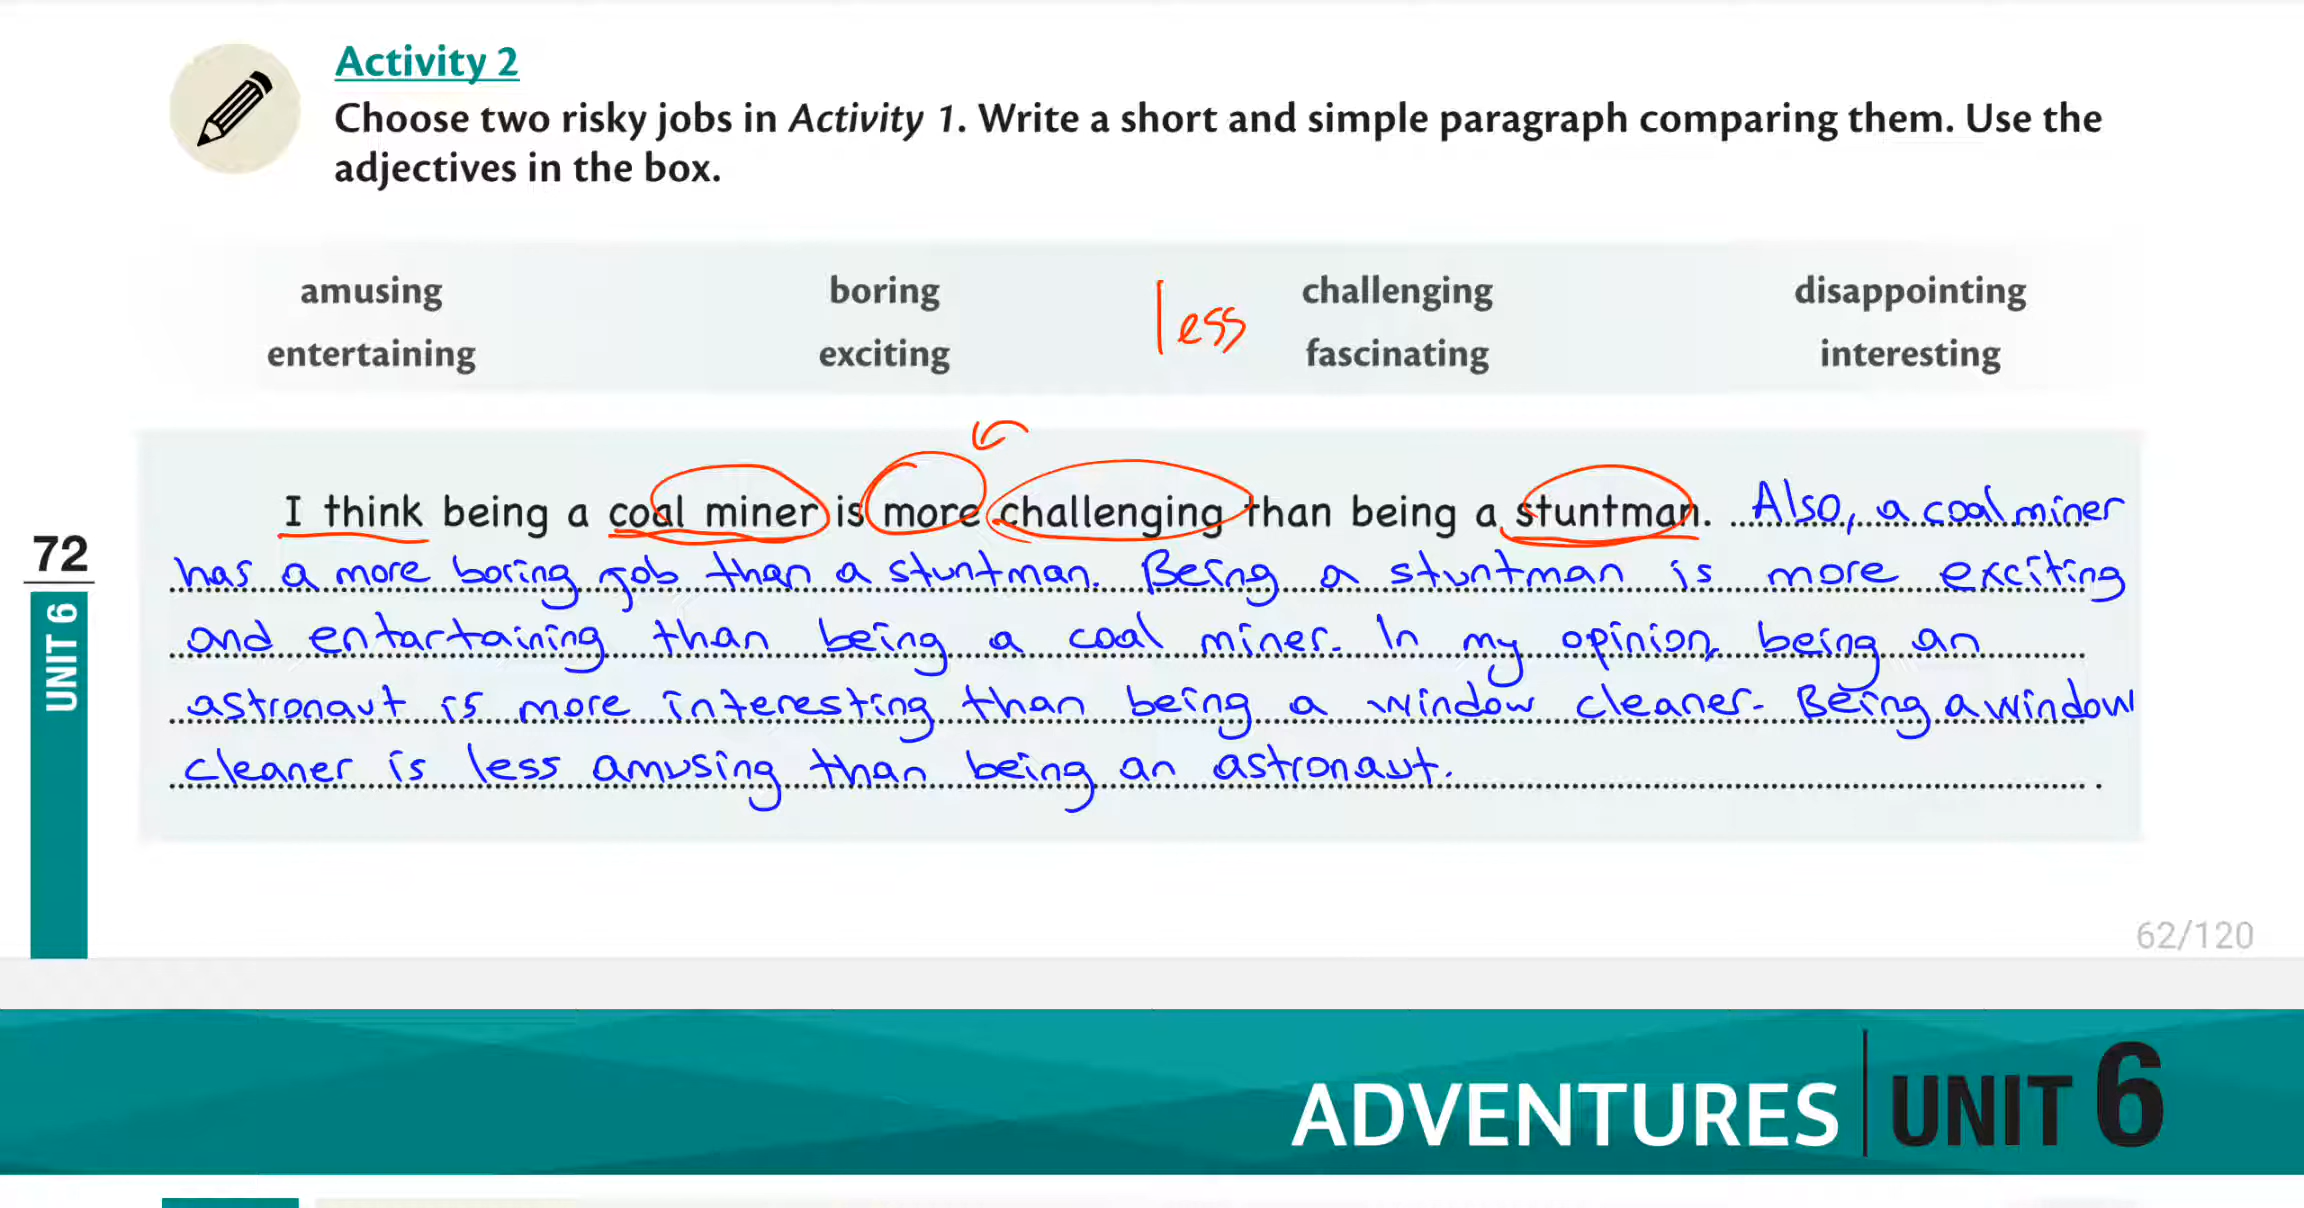 Activity 2
Choose two risky jobs in Activity 1. Write a short and simple paragraph comparing them. Use the
adjectives in the box.
amusing boring challenging disappointing
less
entertaining exciting fascinating interesting
I think being a coal miner is more challenging than being a stuntman. Also, a coal miner
has a more boring job than a stuntman. Being a stuntman is more exciting
and entartaining than being a coal miner. In my opinion, being an
astronaut is more interesting than being a window cleaner. Being a window
cleaner is less amusing than being an astronaut.
72
UNIT 6
62/120
ADVENTURES UNIT 6